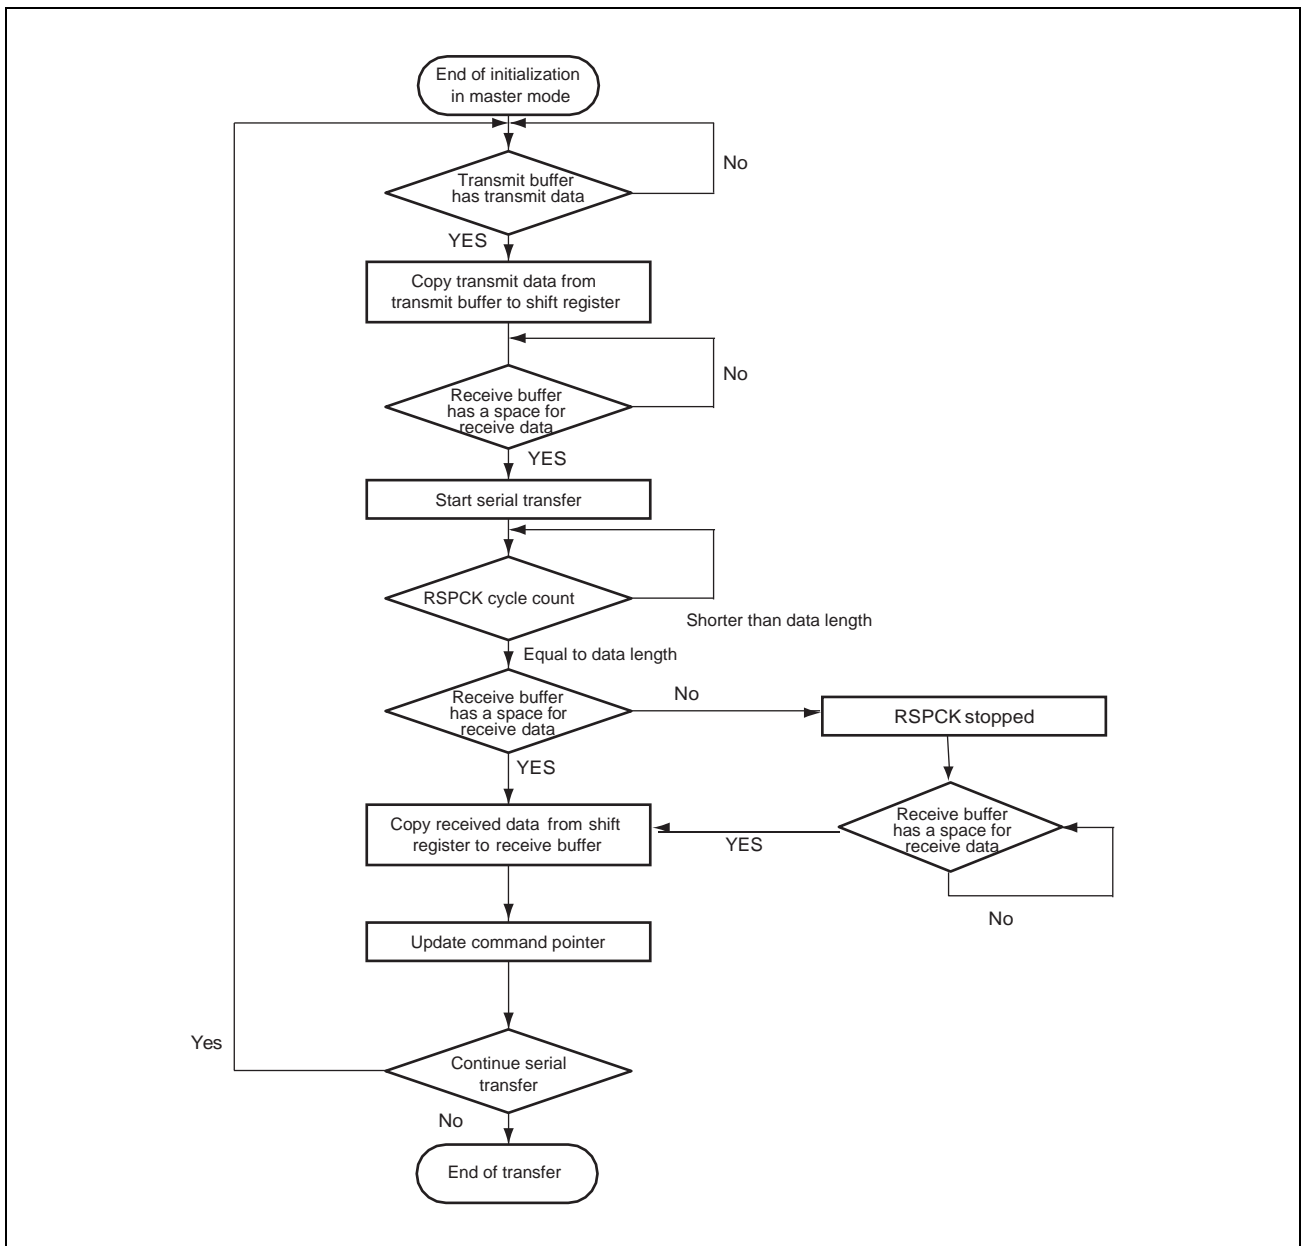 End of initialization
in master mode
No
Transmit buffer
has transmit data
YES
Copy transmit data from
transmit buffer to shift register
No
Receive buffer
has a space for
receive data
YES
Start serial transfer
RSPCK cycle count
Shorter than data length
Equal to data length
Receive buffer
has a space for
receive data
No
RSPCK stopped
YES
Copy received data from shift
register to receive buffer
YES
Receive buffer
has a space for
receive data
No
Update command pointer
Yes
Continue serial
transfer
No
End of transfer